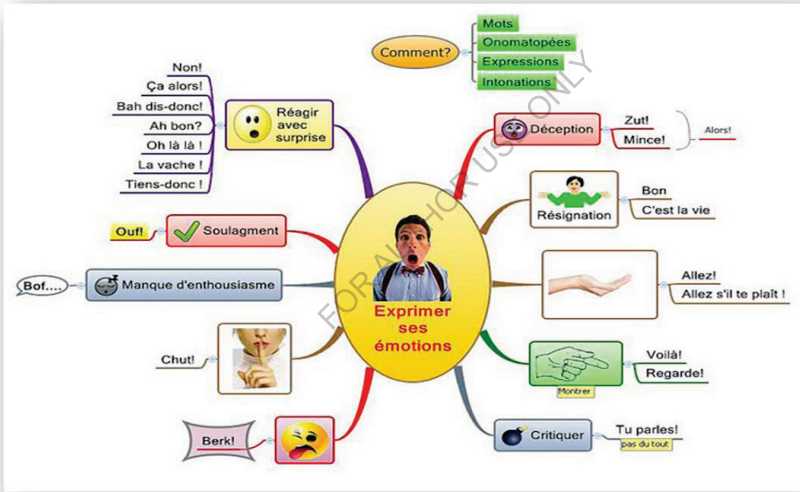 Comment?
Mots
Onomatopées
Expressions
Intonations
Non!
Ça alors!
Bah dis-donc!
Ah bon?
Oh là là !
La vache !
Tiens-donc !
Réagir
avec
surprise
Déception
Zut!
Mince!
Alors!
Résignation
Bon
C'est la vie
Ouf!
Soulagment
Bof....
Manque d'enthousiasme
Allez!
Allez s'il te plaît !
Exprimer
ses
émotions
Chut!
Voilà!
Regarde!
Montrer
Berk!
Critiquer
Tu parles!
pas du tout
FOR AUTHOR USE ONLY